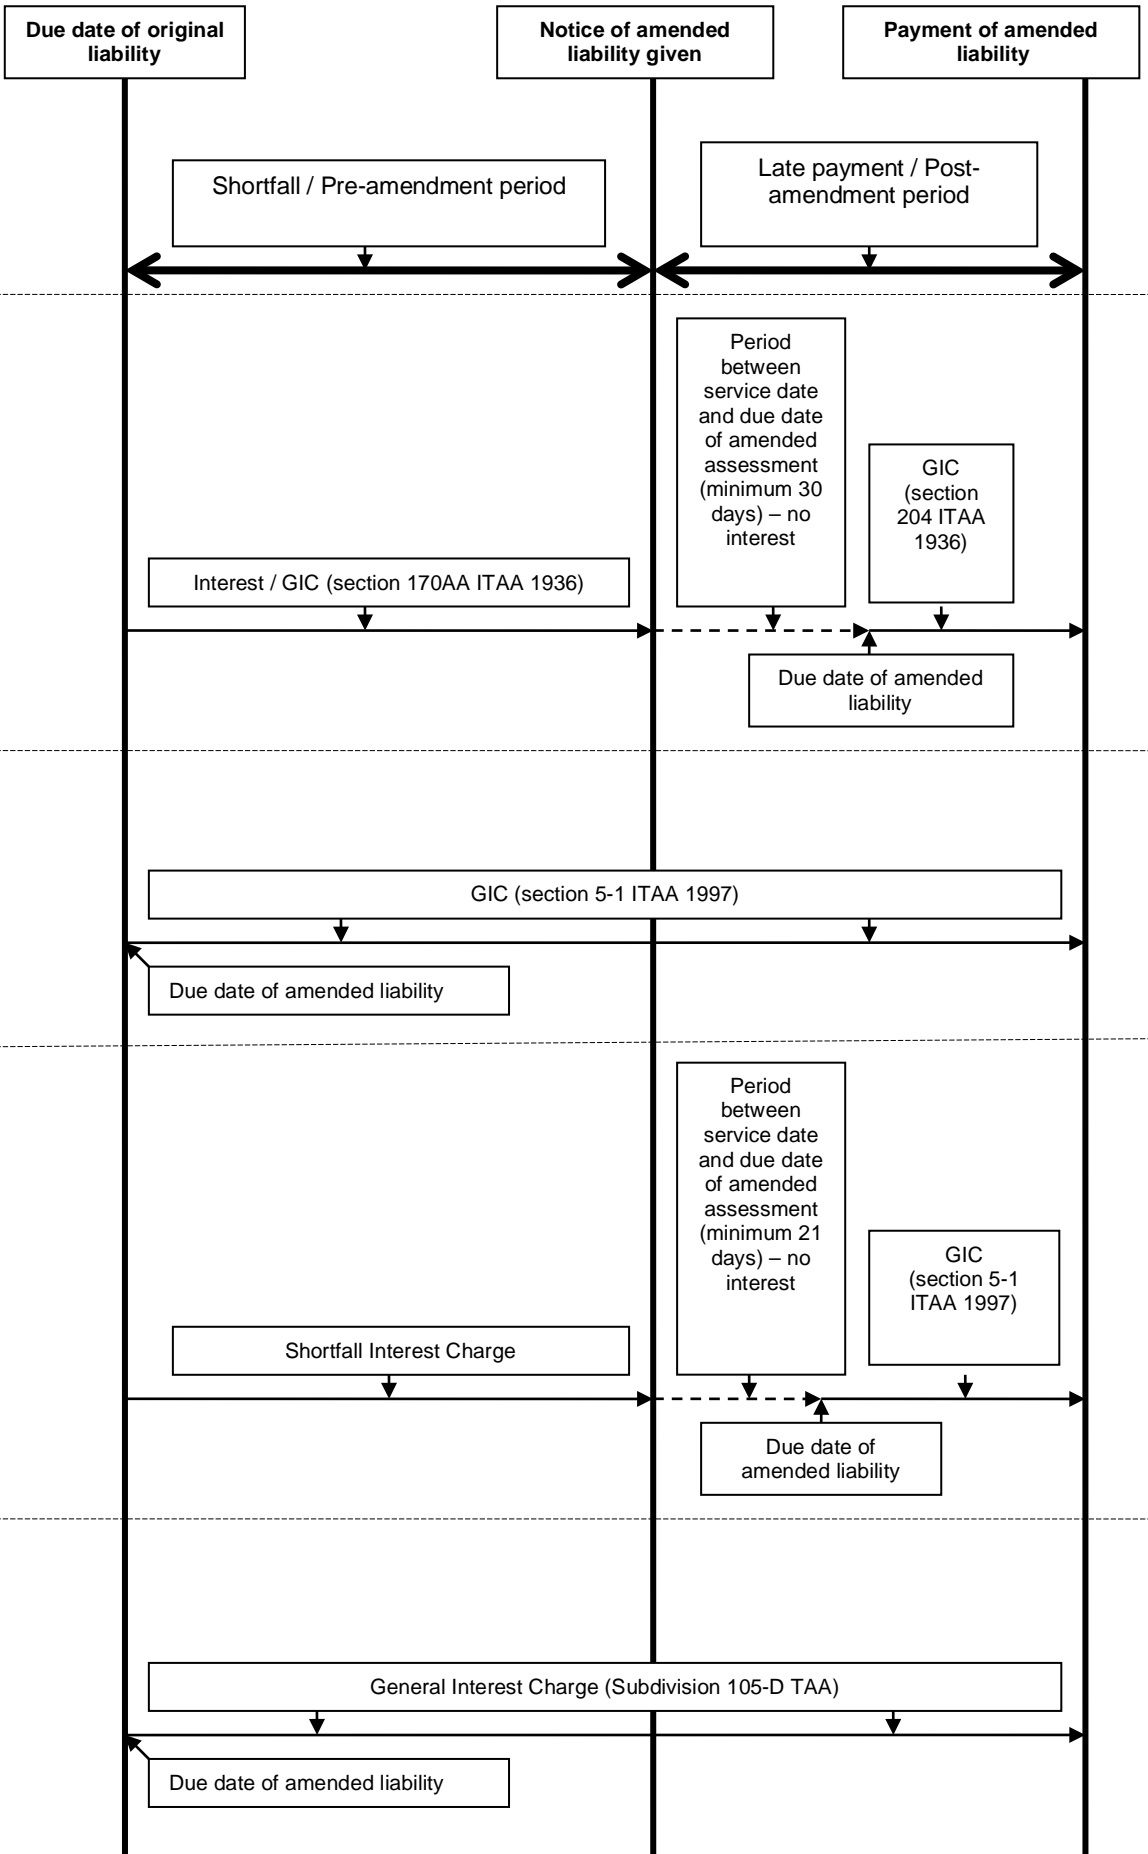 Due date of original
liability
Notice of amended
liability given
Payment of amended
liability
Shortfall / Pre-amendment period
Late payment / Post-
amendment period
Period
between
service date
and due date
of amended
assessment
(minimum 30
days) – no
interest
GIC
(section
204 ITAA
1936)
Interest / GIC (section 170AA ITAA 1936)
Due date of amended
liability
GIC (section 5-1 ITAA 1997)
Due date of amended liability
Period
between
service date
and due date
of amended
assessment
(minimum 21
days) – no
interest
GIC
(section 5-1
ITAA 1997)
Shortfall Interest Charge
Due date of
amended liability
General Interest Charge (Subdivision 105-D TAA)
Due date of amended liability